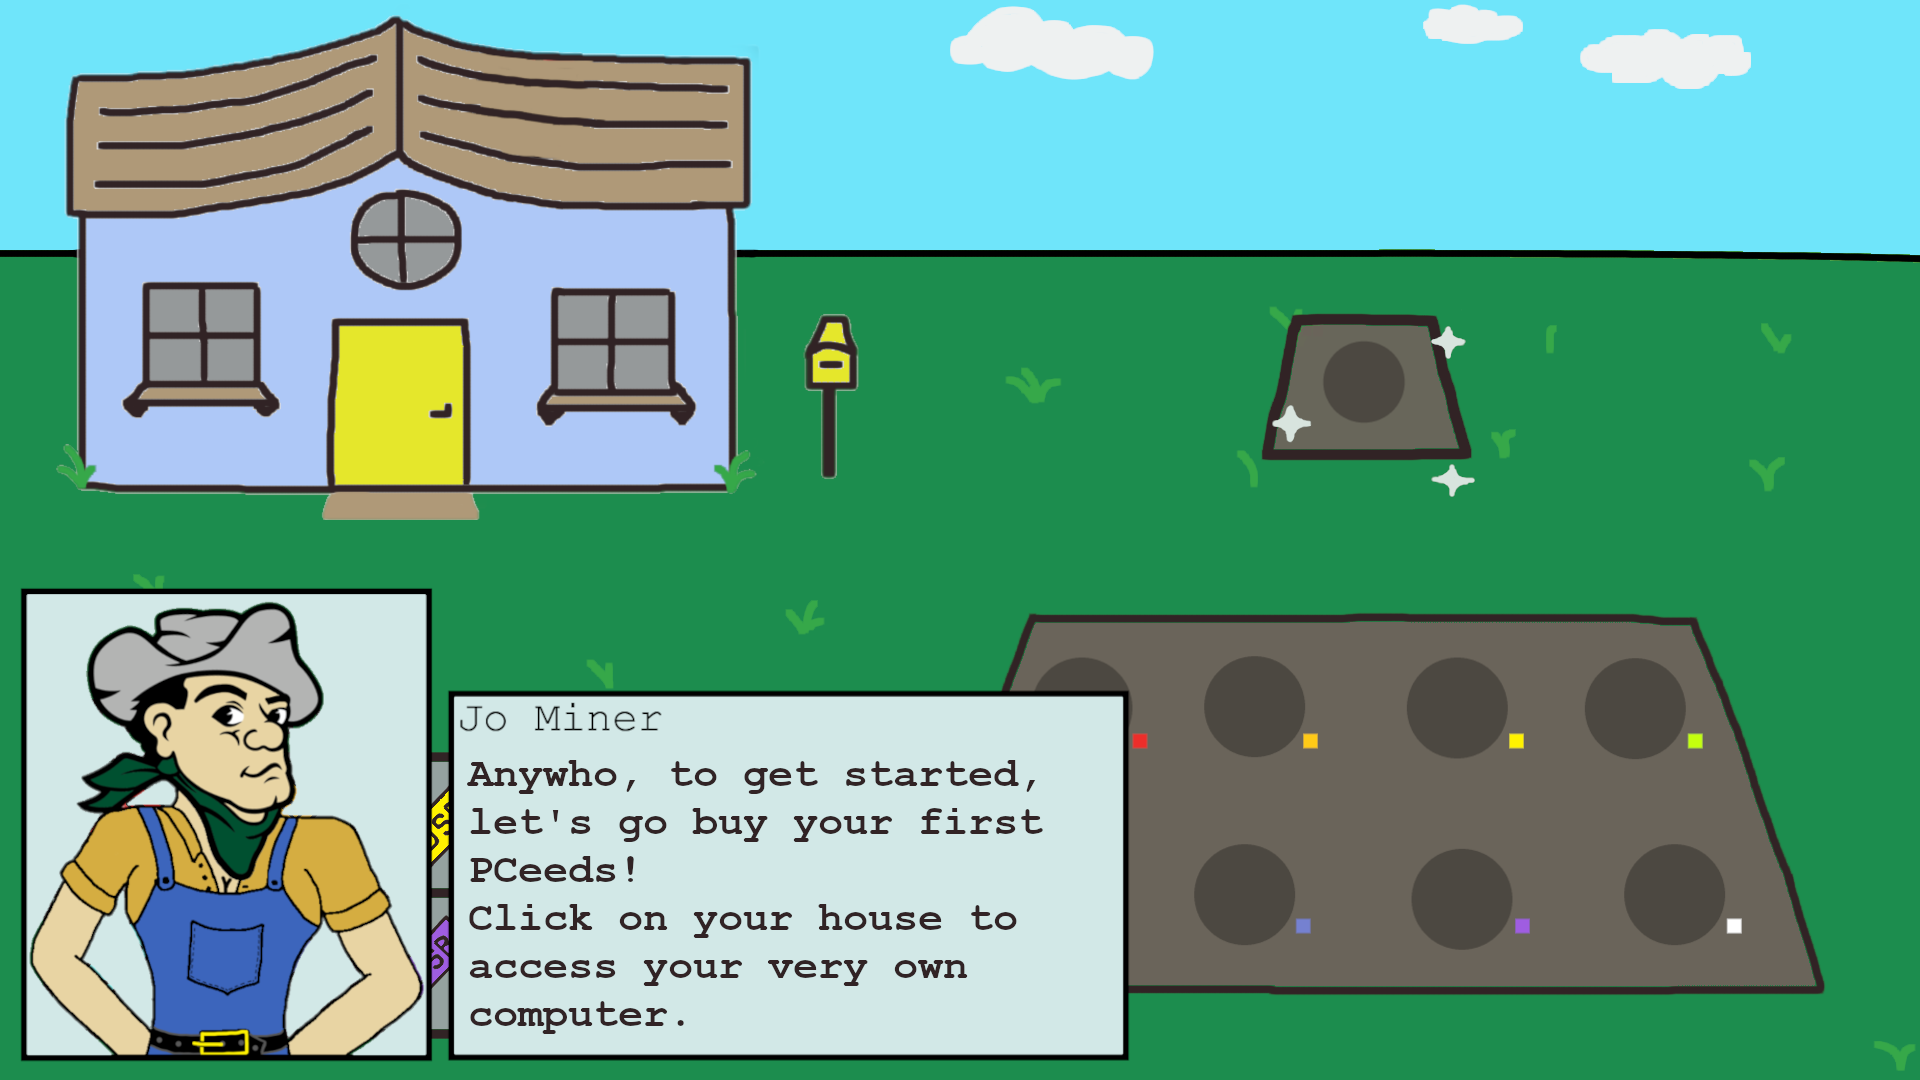 Jo Miner
Anywho, to get started,
let's go buy your first
PCeeds!
Click on your house to
access your very own
computer.